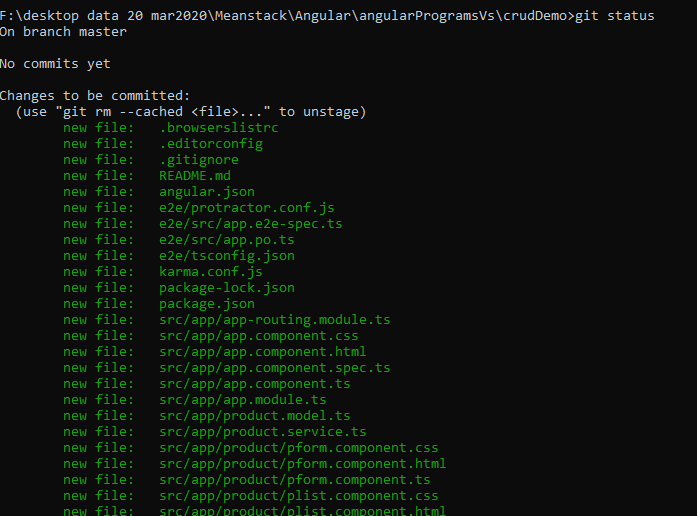 F:\desktop data 20 mar2020\Meanstack\Angular\angularProgramsVs\crudDemo>git status
On branch master
No commits yet
Changes to be committed:
(use "git rm --cached <file>..." to unstage)
new file: .browserslistrc
new file: .editorconfig
new file: .gitignore
new file: README.md
new file: angular.json
new file: e2e/protractor.conf.js
new file: e2e/src/app.e2e-spec.ts
new file: e2e/src/app.po.ts
new file: e2e/tsconfig.json
new file: karma.conf.js
new file: package-lock.json
new file: package.json
new file: src/app/app-routing.module.ts
new file: src/app/app.component.css
new file: src/app/app.component.html
new file: src/app/app.component.spec.ts
new file: src/app/app.component.ts
new file: src/app/app.module.ts
new file: src/app/product.model.ts
new file: src/app/product.service.ts
new file: src/app/product/pform.component.css
new file: src/app/product/pform.component.html
new file: src/app/product/pform.component.ts
new file: src/app/product/plist.component.css
new file: src/app/product/plist.component.html